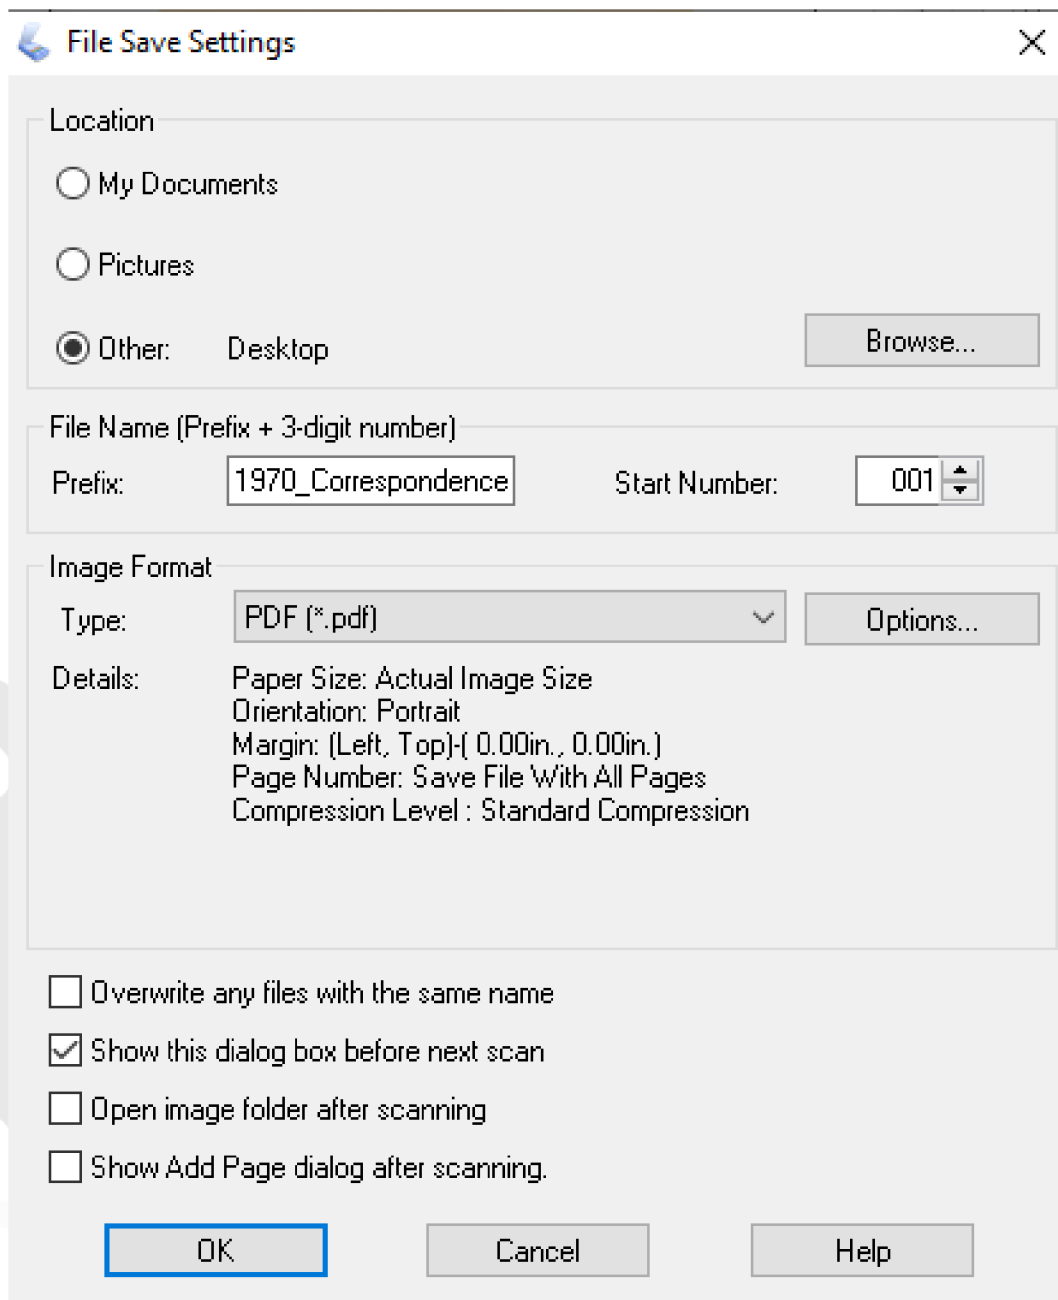 File Save Settings
Location
My Documents
Pictures
Other: Desktop Browse...
File Name (Prefix + 3-digit number)
Prefix: 1970_Correspondence Start Number: 001
Image Format
Type: PDF (*.pdf) Options...
Details: Paper Size: Actual Image Size
Orientation: Portrait
Margin: (Left, Top)-( 0.00in., 0.00in.)
Page Number: Save File With All Pages
Compression Level : Standard Compression
Overwrite any files with the same name
Show this dialog box before next scan
Open image folder after scanning
Show Add Page dialog after scanning.
OK Cancel Help